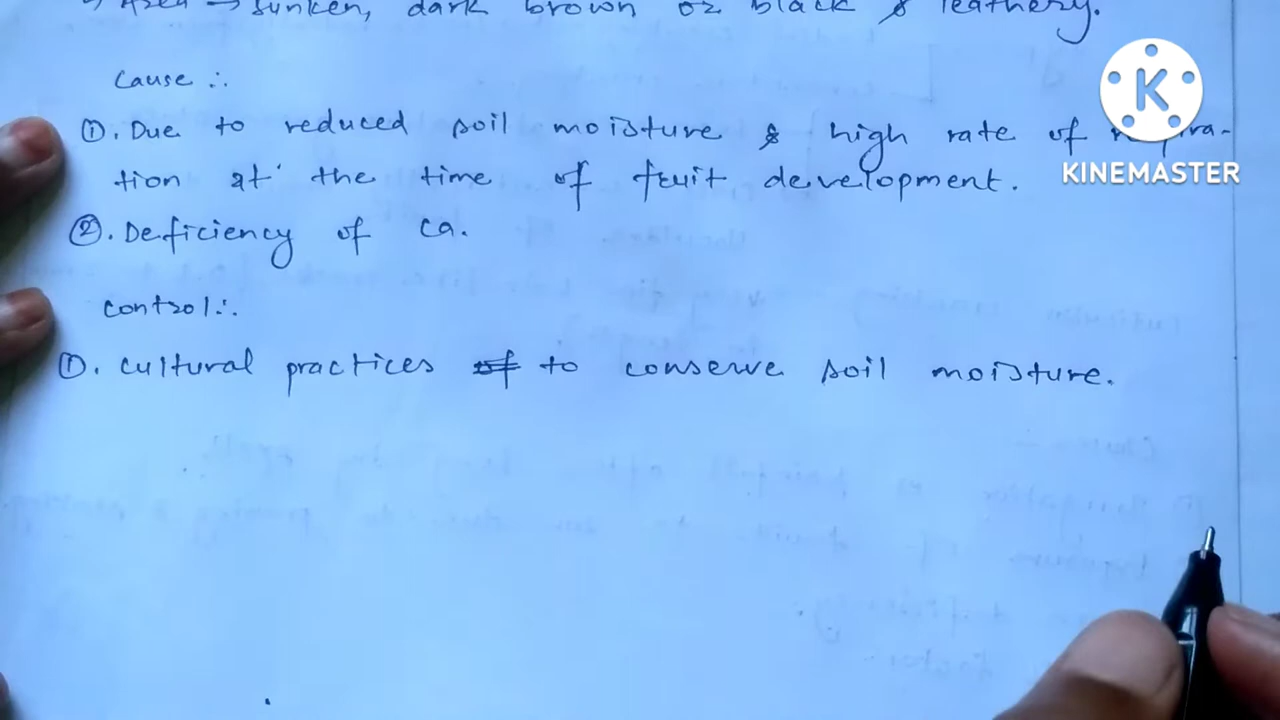 Area → sunken, dark brown or black & leathery.
Cause :.
①. Due to reduced soil moisture & high rate of
tion at the time of fruit development.
②. Deficiency of ca.
control:.
①. cultural practices of to conserve soil moisture.
K
KINEMASTER